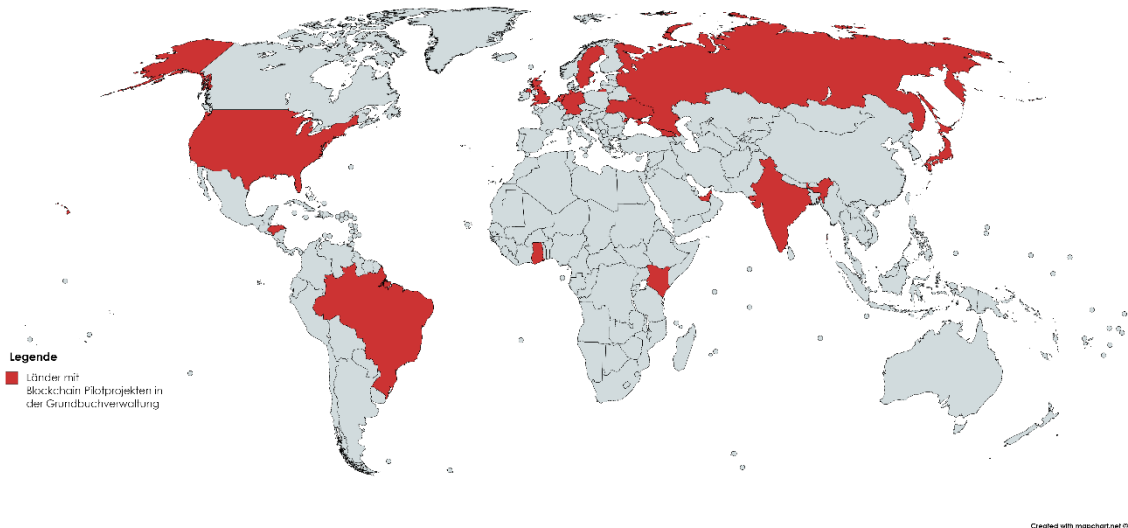 Legende
Länder mit
Blockchain Pilotprojekten in
der Grundbuchverwaltung
Created with mapchart.net ©